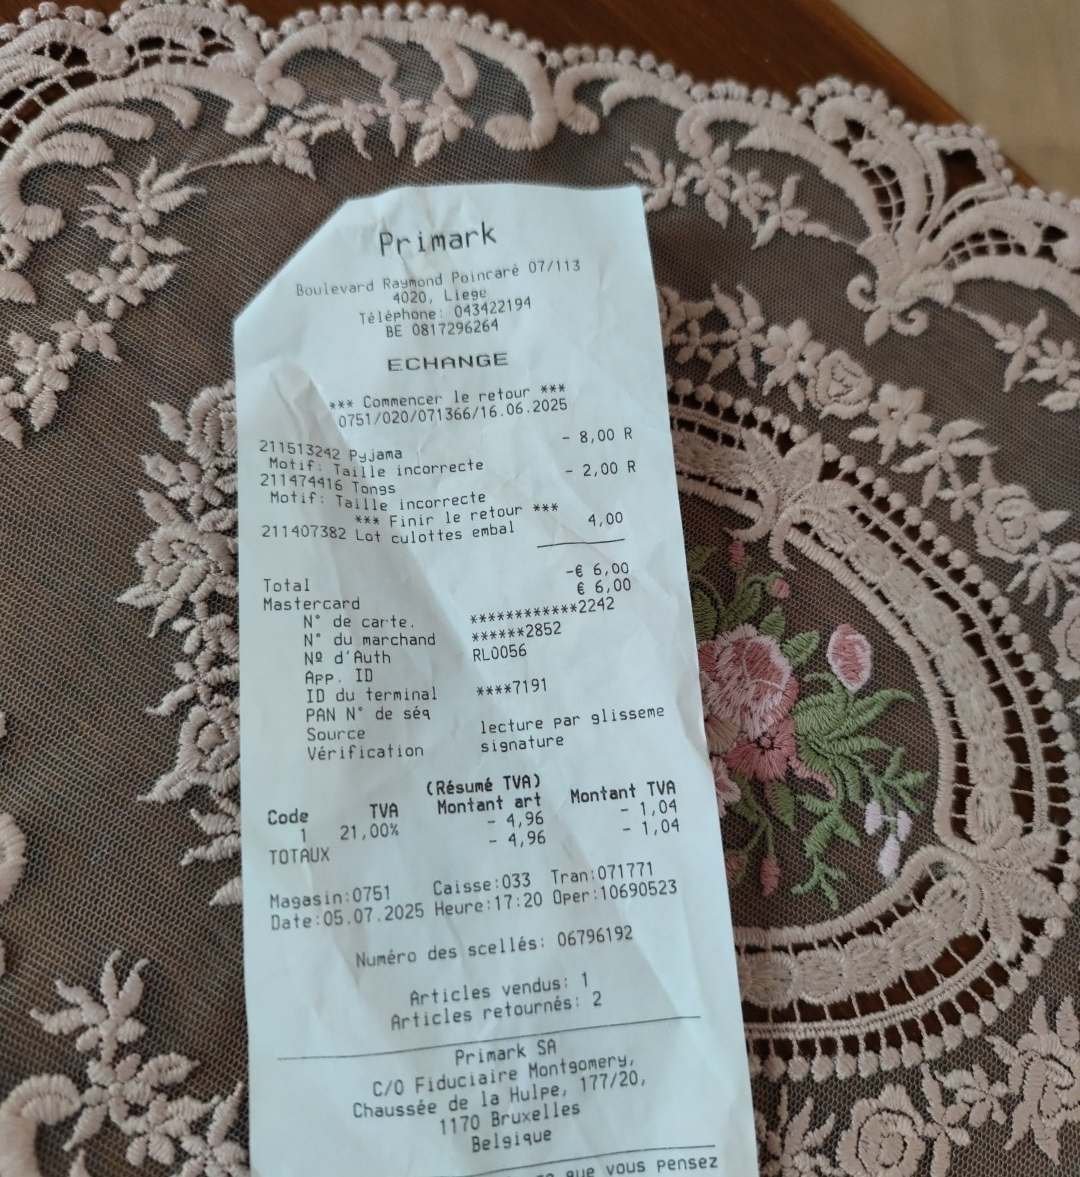 Primark
Boulevard Raymond Poincaré 07/113
4020, Liege
Téléphone: 043422194
BE 0817296264
ECHANGE
*** Commencer le retour ***
0751/020/071366/16.06.2025
211513242 Pyjama - 8,00 R
Motif: Taille incorrecte
211474416 Tongs - 2,00 R
Motif: Taille incorrecte
*** Finir le retour ***
211407382 Lot culottes embal 4,00
Total -€ 6,00
Mastercard € 6,00
N° de carte. ************2242
N° du marchand ******2852
Nº d'Auth RL0056
App. ID
ID du terminal ****7191
PAN N° de séq
Source lecture par glisseme
Vérification signature
(Résumé TVA)
Code TVA Montant art Montant TVA
1 21,00% - 4,96 - 1,04
TOTAUX - 4,96 - 1,04
Magasin:0751 Caisse:033 Tran:071771
Date:05.07.2025 Heure:17:20 Oper:10690523
Numéro des scellés: 06796192
Articles vendus: 1
Articles retournés: 2
Primark SA
C/O Fiduciaire Montgomery,
Chaussée de la Hulpe, 177/20,
1170 Bruxelles
Belgique
que vous pensez